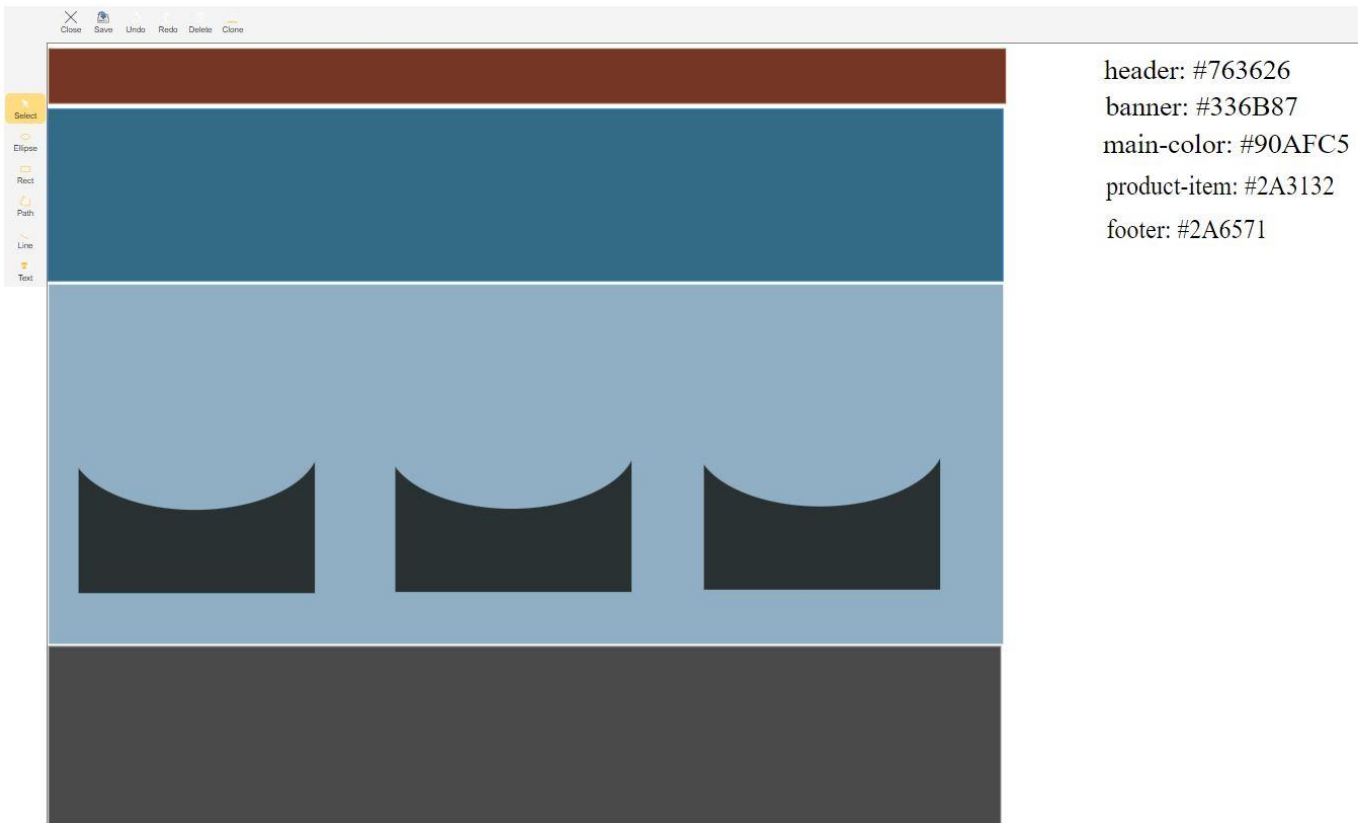 Close Save Undo Redo Delete Clone
Select
Ellipse
Rect
Path
Line
Text
header: #763626
banner: #336B87
main-color: #90AFC5
product-item: #2A3132
footer: #2A6571